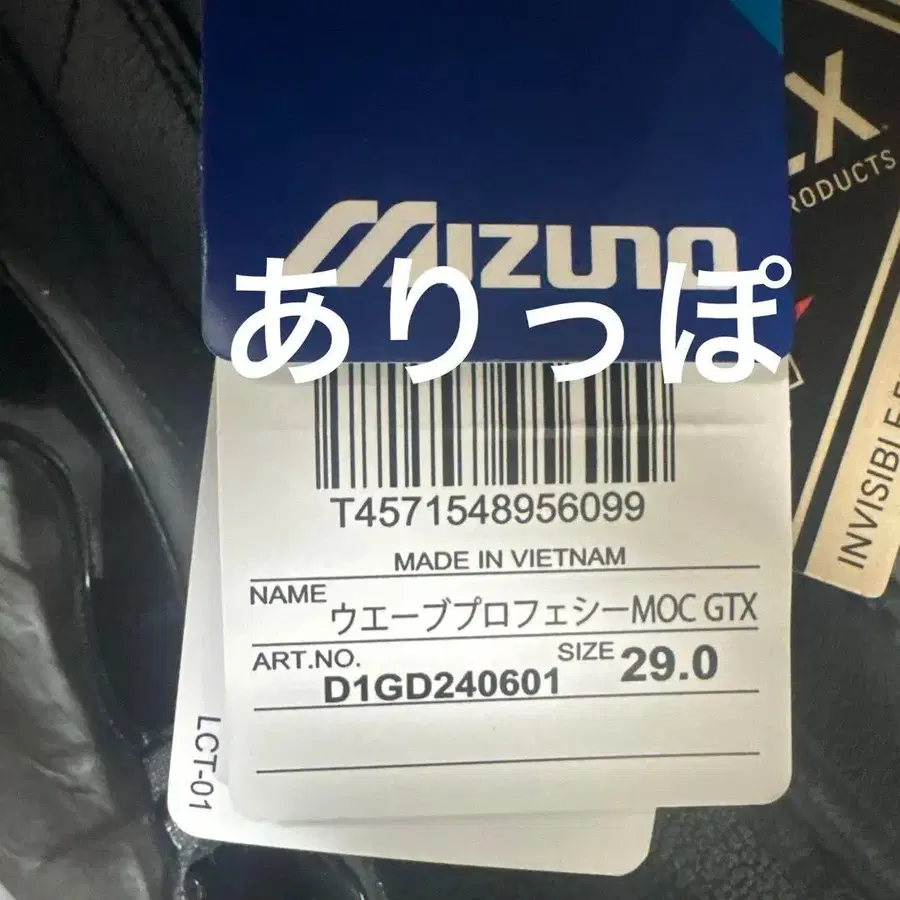 MIZUNO
ありっぽ
T4571548956099
MADE IN VIETNAM
NAME ウエーブプロフェシーMOC GTX
ART.NO. D1GD240601 SIZE 29.0
LCT-01
PRODUCTS
INVISIBLE